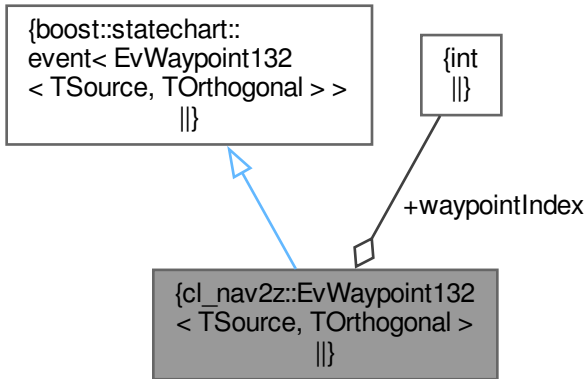 {boost::statechart::
event< EvWaypoint132
< TSource, TOrthogonal > >
||}
{int
||}
+waypointIndex
{cl_nav2z::EvWaypoint132
< TSource, TOrthogonal >
||}